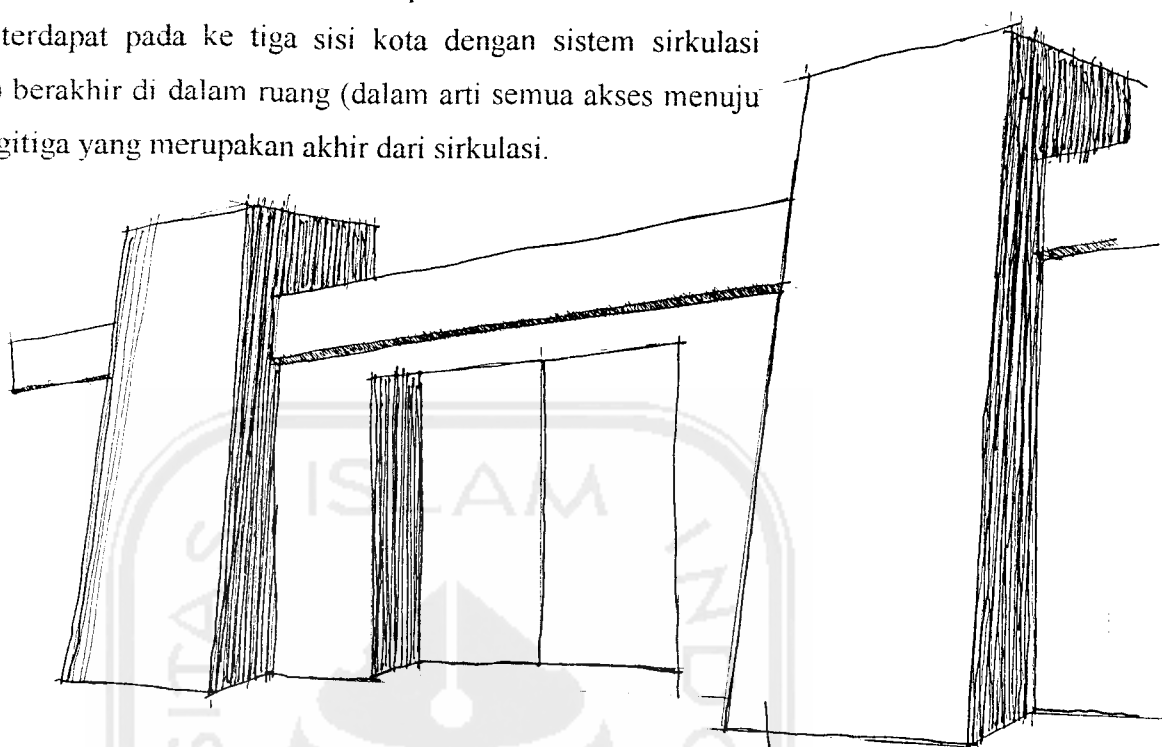 terdapat pada ke tiga sisi kota dengan sistem sirkulasi
berakhir di dalam ruang (dalam arti semua akses menuju
gitiga yang merupakan akhir dari sirkulasi.
ISLAM